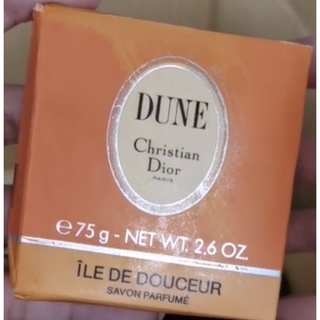 DUNE
Christian
Dior
PARIS
℮ 75 g - NET WT. 2,6 OZ.
ÎLE DE DOUCEUR
SAVON PARFUMÉ